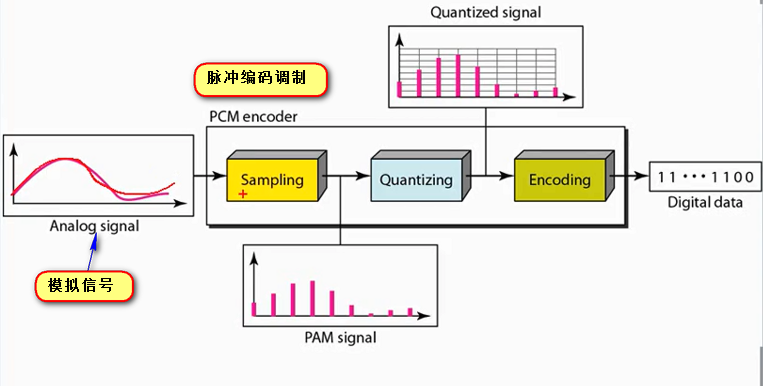 Quantized signal
脉冲编码调制
PCM encoder
Sampling
Quantizing
Encoding
11 ••• 1100
Digital data
Analog signal
模拟信号
PAM signal